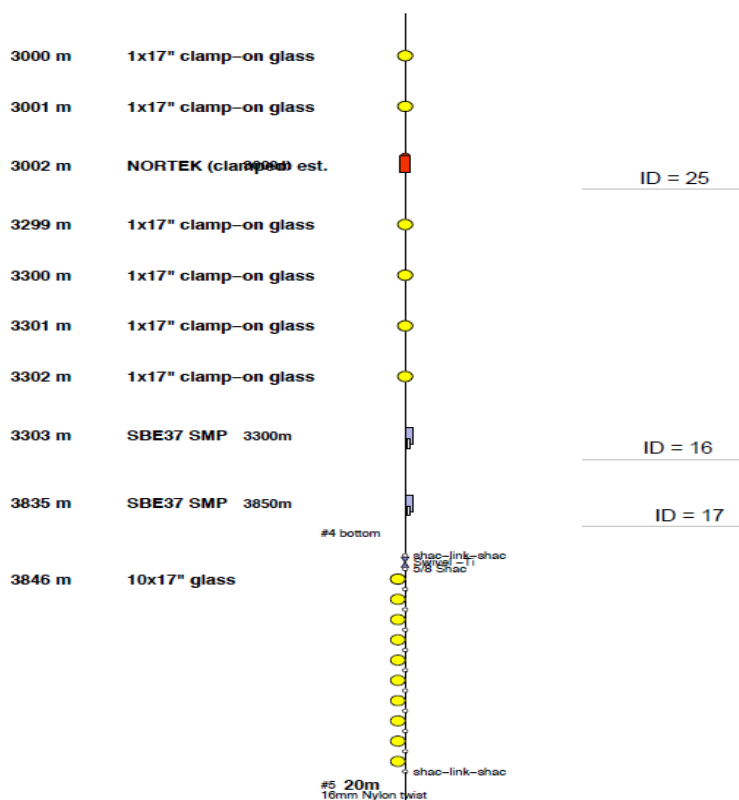 3000 m 1x17" clamp−on glass
3001 m 1x17" clamp−on glass
3002 m NORTEK (clamped) est.
ID = 25
3299 m 1x17" clamp−on glass
3300 m 1x17" clamp−on glass
3301 m 1x17" clamp−on glass
3302 m 1x17" clamp−on glass
3303 m SBE37 SMP 3300m
ID = 16
3835 m SBE37 SMP 3850m
ID = 17
#4 bottom
shac−link−shac
Swivel −Ti
5/8 Shac
3846 m 10x17" glass
shac−link−shac
#5 20m
16mm Nylon twist